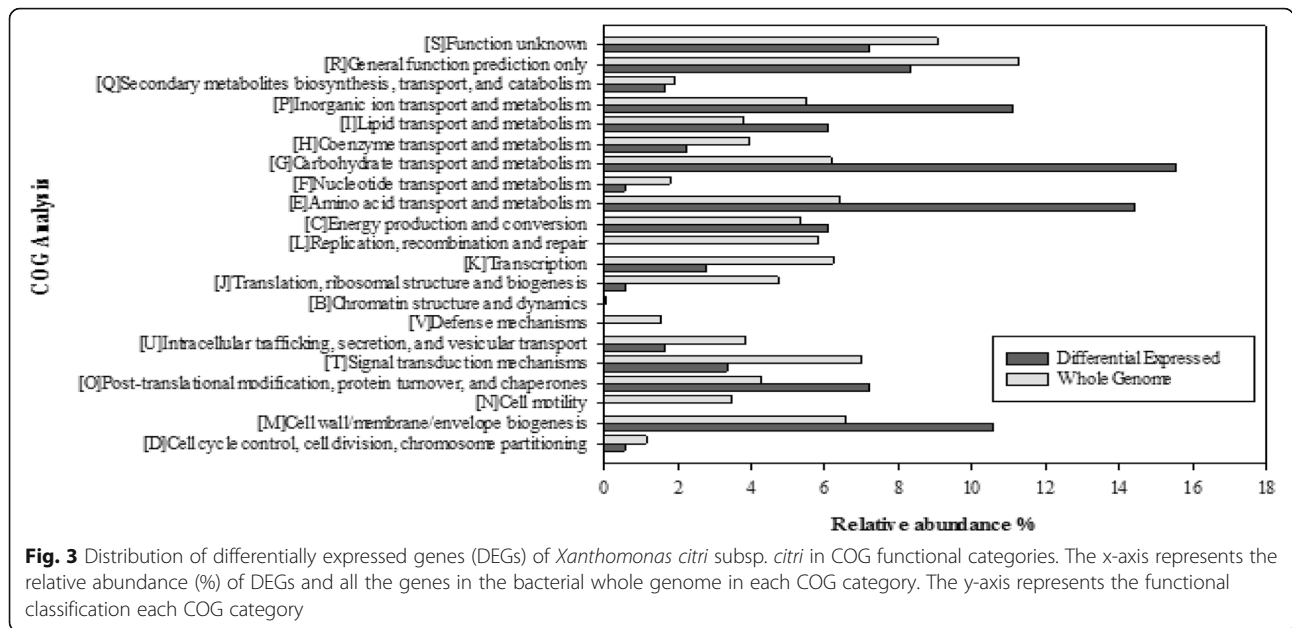 [S]Function unknown
[R]General function prediction only
[Q]Secondary metabolites biosynthesis, transport, and catabolism
[P]Inorganic ion transport and metabolism
[I]Lipid transport and metabolism
[H]Coenzyme transport and metabolism
[G]Carbohydrate transport and metabolism
[F]Nucleotide transport and metabolism
[E]Amino acid transport and metabolism
[C]Energy production and conversion
[L]Replication, recombination and repair
[K]Transcription
[J]Translation, ribosomal structure and biogenesis
[B]Chromatin structure and dynamics
[V]Defense mechanisms
[U]Intracellular trafficking, secretion, and vesicular transport
[T]Signal transduction mechanisms
[O]Post-translational modification, protein turnover, and chaperones
[N]Cell motility
[M]Cell wall/membrane/envelope biogenesis
[D]Cell cycle control, cell division, chromosome partitioning
COG Analysis
Differential Expressed
Whole Genome
0 2 4 6 8 10 12 14 16 18
Relative abundance %
Fig. 3 Distribution of differentially expressed genes (DEGs) of Xanthomonas citri subsp. citri in COG functional categories. The x-axis represents the
relative abundance (%) of DEGs and all the genes in the bacterial whole genome in each COG category. The y-axis represents the functional
classification each COG category